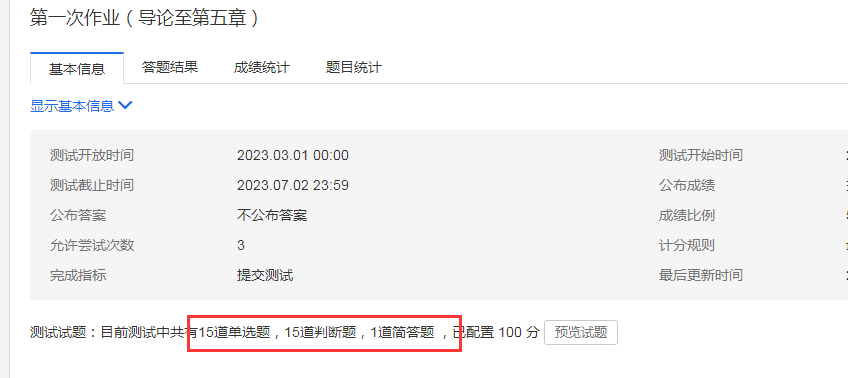 第一次作业（导论至第五章）
基本信息 答题结果 成绩统计 题目统计
显示基本信息
测试开放时间 2023.03.01 00:00 测试开始时间
测试截止时间 2023.07.02 23:59 公布成绩
公布答案 不公布答案 成绩比例
允许尝试次数 3 计分规则
完成指标 提交测试 最后更新时间
测试试题：目前测试中共有15道单选题，15道判断题，1道简答题 ，已配置 100 分 预览试题